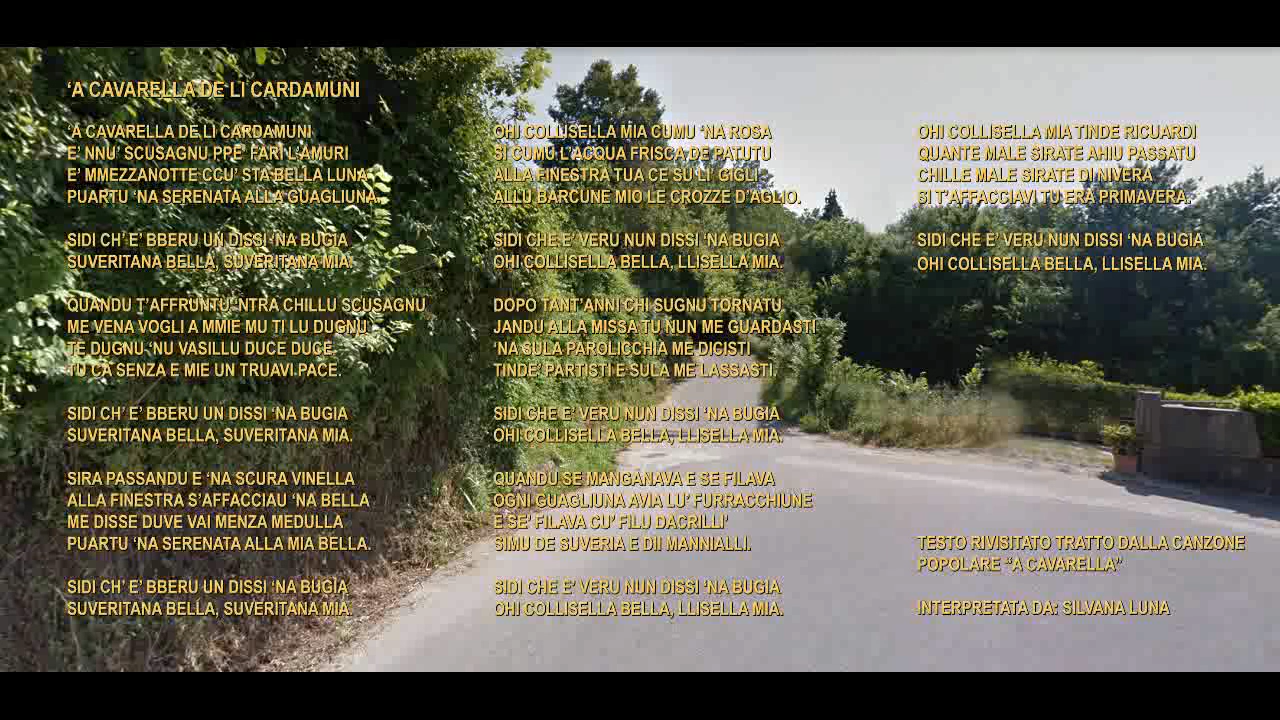 ‘A CAVARELLA DE LI CARDAMUNI
‘A CAVARELLA DE LI CARDAMUNI
E’ NNU’ SCUSAGNU PPE’ FARI L’AMURI
E’ MMEZZANOTTE CCU’ STA BELLA LUNA
PUARTU ‘NA SERENATA ALLA GUAGLIUNA.
SIDI CH’ E’ BBERU UN DISSI ‘NA BUGIA
SUVERITANA BELLA, SUVERITANA MIA.
QUANDU T’AFFRUNTU ‘NTRA CHILLU SCUSAGNU
ME VENA VOGLI A MMIE MU TI LU DUGNU
TE DUGNU ‘NU VASILLU DUCE DUCE
TU CA SENZA E MIE UN TRUAVI PACE.
SIDI CH’ E’ BBERU UN DISSI ‘NA BUGIA
SUVERITANA BELLA, SUVERITANA MIA.
SIRA PASSANDU E ‘NA SCURA VINELLA
ALLA FINESTRA S’AFFACCIAU ‘NA BELLA
ME DISSE DUVE VAI MENZA MEDULLA
PUARTU ‘NA SERENATA ALLA MIA BELLA.
SIDI CH’ E’ BBERU UN DISSI ‘NA BUGIA
SUVERITANA BELLA, SUVERITANA MIA.
OHI COLLISELLA MIA CUMU ‘NA ROSA
SI CUMU L’ACQUA FRISCA DE PATUTU
ALLA FINESTRA TUA CE SU LI’ GIGLI
ALLU BARCUNE MIO LE CROZZE D’AGLIO.
SIDI CHE E’ VERU NUN DISSI ‘NA BUGIA
OHI COLLISELLA BELLA, LLISELLA MIA.
DOPO TANT’ANNI CHI SUGNU TORNATU
JANDU ALLA MISSA TU NUN ME GUARDASTI
‘NA SULA PAROLICCHIA ME DICISTI
TINDE’ PARTISTI E SULA ME LASSASTI.
SIDI CHE E’ VERU NUN DISSI ‘NA BUGIA
OHI COLLISELLA BELLA, LLISELLA MIA.
QUANDU SE MANGANAVA E SE FILAVA
OGNI GUAGLIUNA AVIA LU’ FURRACCHIUNE
E SE’ FILAVA CU’ FILU DACRILLI’
SIMU DE SUVERIA E DII MANNIALLI.
SIDI CHE E’ VERU NUN DISSI ‘NA BUGIA
OHI COLLISELLA BELLA, LLISELLA MIA.
OHI COLLISELLA MIA TINDE RICUARDI
QUANTE MALE SIRATE AHIU PASSATU
CHILLE MALE SIRATE DI NIVERA
SI T’AFFACCIAVI TU ERA PRIMAVERA.
SIDI CHE E’ VERU NUN DISSI ‘NA BUGIA
OHI COLLISELLA BELLA, LLISELLA MIA.
TESTO RIVISITATO TRATTO DALLA CANZONE
POPOLARE “A CAVARELLA”
INTERPRETATA DA: SILVANA LUNA